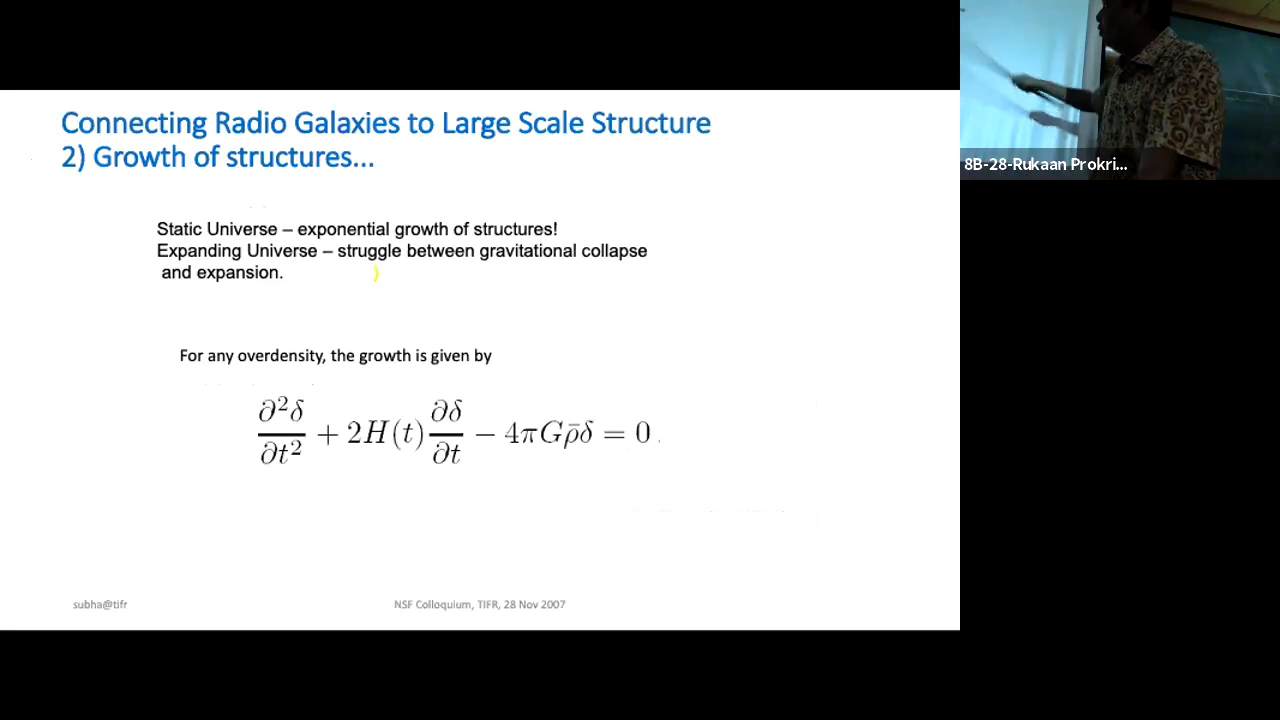 Connecting Radio Galaxies to Large Scale Structure
2) Growth of structures...
Static Universe – exponential growth of structures!
Expanding Universe – struggle between gravitational collapse
and expansion.
For any overdensity, the growth is given by
∂²δ/∂t² + 2H(t) ∂δ/∂t − 4πGρ̄δ = 0
subha@tifr
NSF Colloquium, TIFR, 28 Nov 2007
8B-28-Rukaan Prokri...